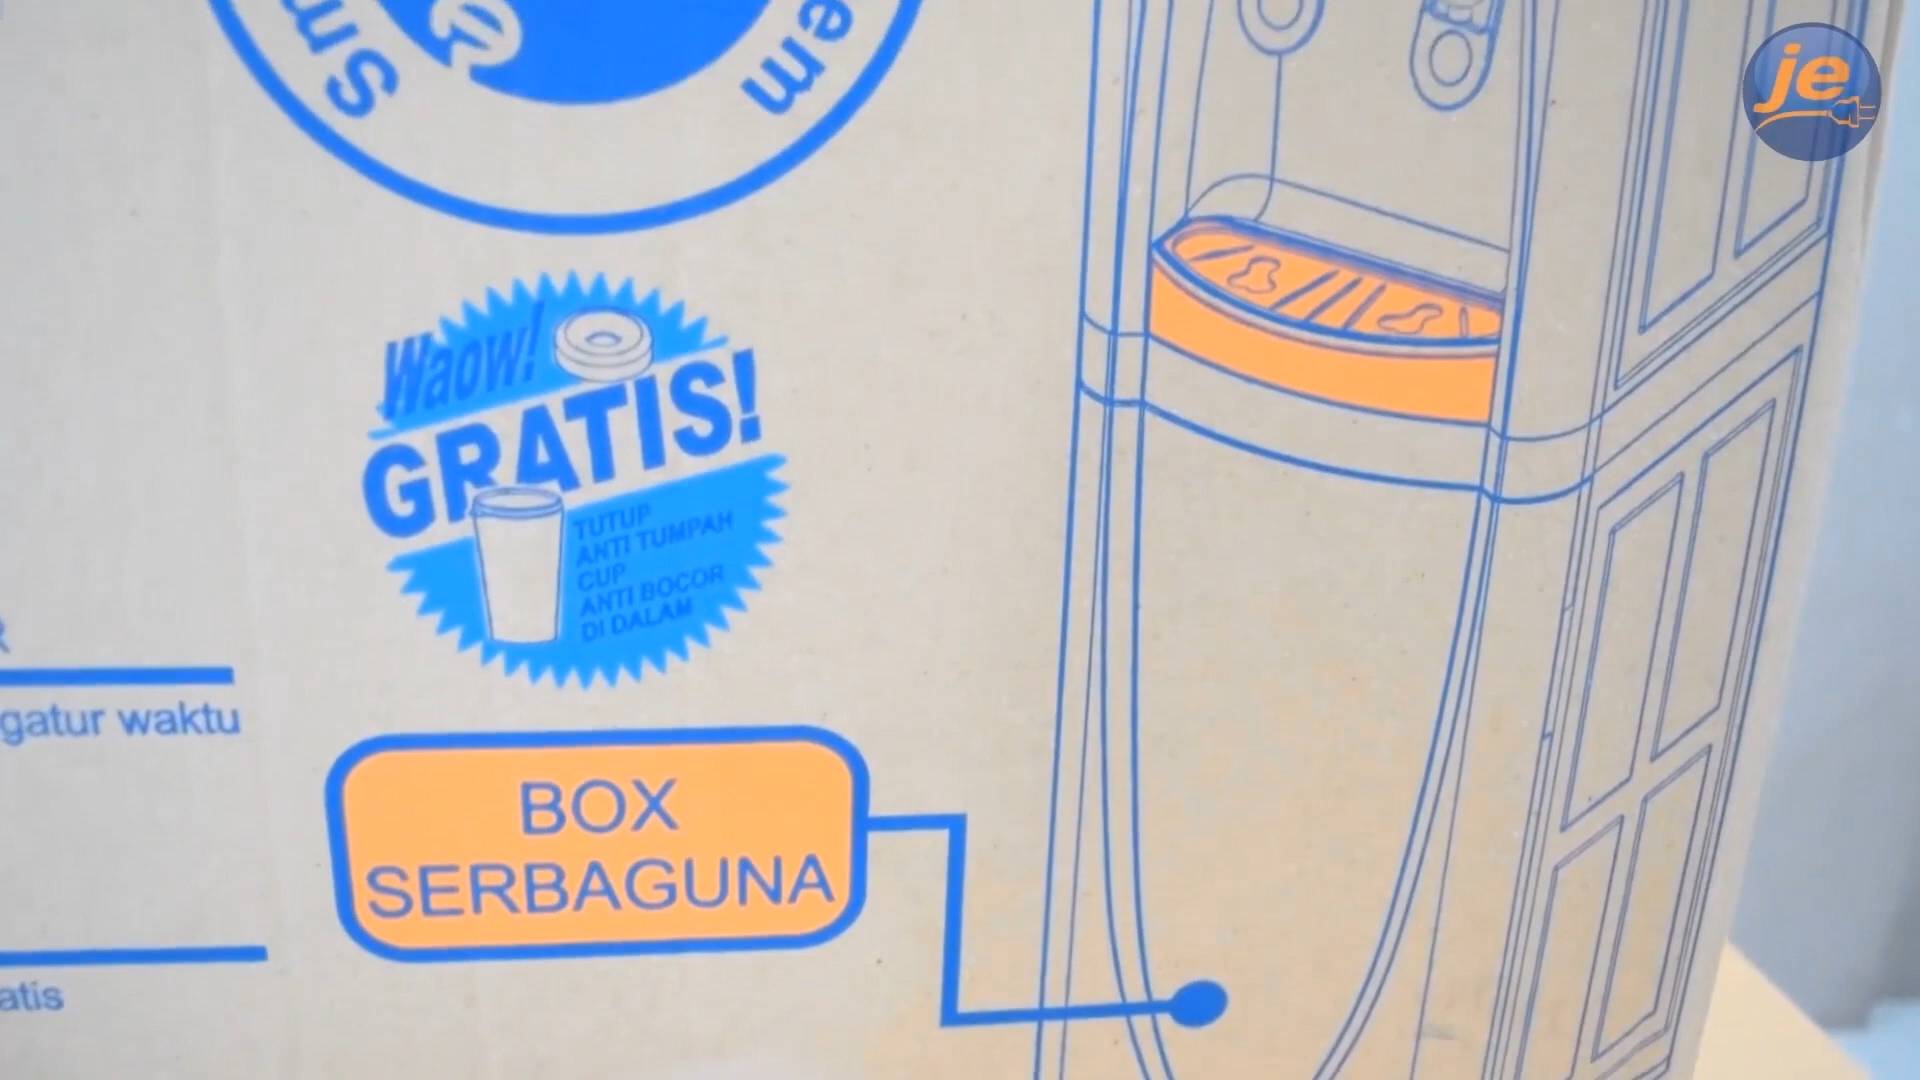 je
Waow!
GRATIS!
TUTUP
ANTI TUMPAH
CUP
ANTI BOCOR
DI DALAM
gatur waktu
BOX
SERBAGUNA
atis